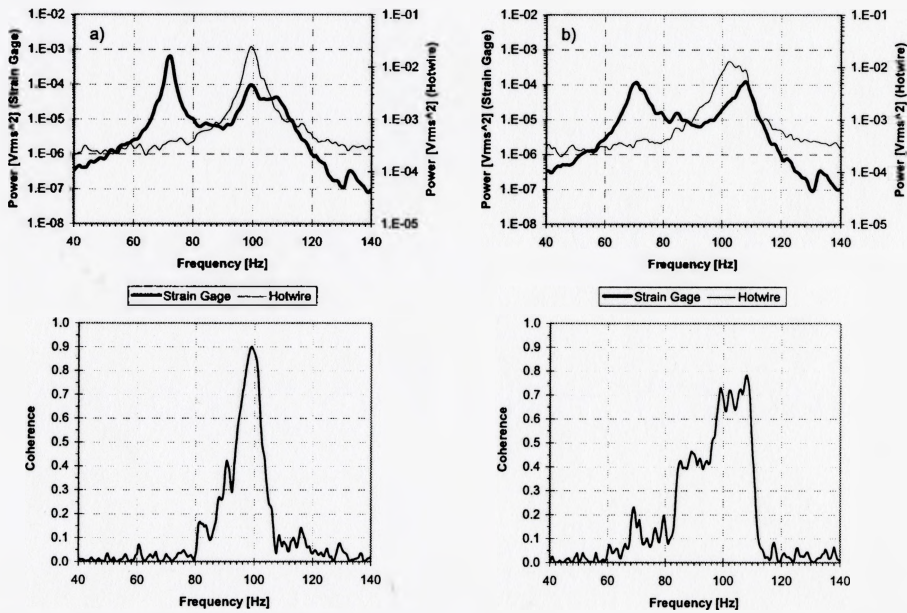 a)
1.E-02
1.E-03
1.E-04
1.E-05
1.E-06
1.E-07
1.E-08
Power [Vrms^2] (Strain Gage)
1.E-01
1.E-02
1.E-03
1.E-04
1.E-05
Power [Vrms^2] (Hotwire)
40 60 80 100 120 140
Frequency [Hz]
Strain Gage Hotwire
b)
1.E-02
1.E-03
1.E-04
1.E-05
1.E-06
1.E-07
1.E-08
Power [Vrms^2] (Strain Gage)
1.E-01
1.E-02
1.E-03
1.E-04
1.E-05
Power [Vrms^2] (Hotwire)
40 60 80 100 120 140
Frequency [Hz]
Strain Gage Hotwire
1.0
0.9
0.8
0.7
0.6
0.5
0.4
0.3
0.2
0.1
0.0
Coherence
40 60 80 100 120 140
Frequency [Hz]
1.0
0.9
0.8
0.7
0.6
0.5
0.4
0.3
0.2
0.1
0.0
Coherence
40 60 80 100 120 140
Frequency [Hz]